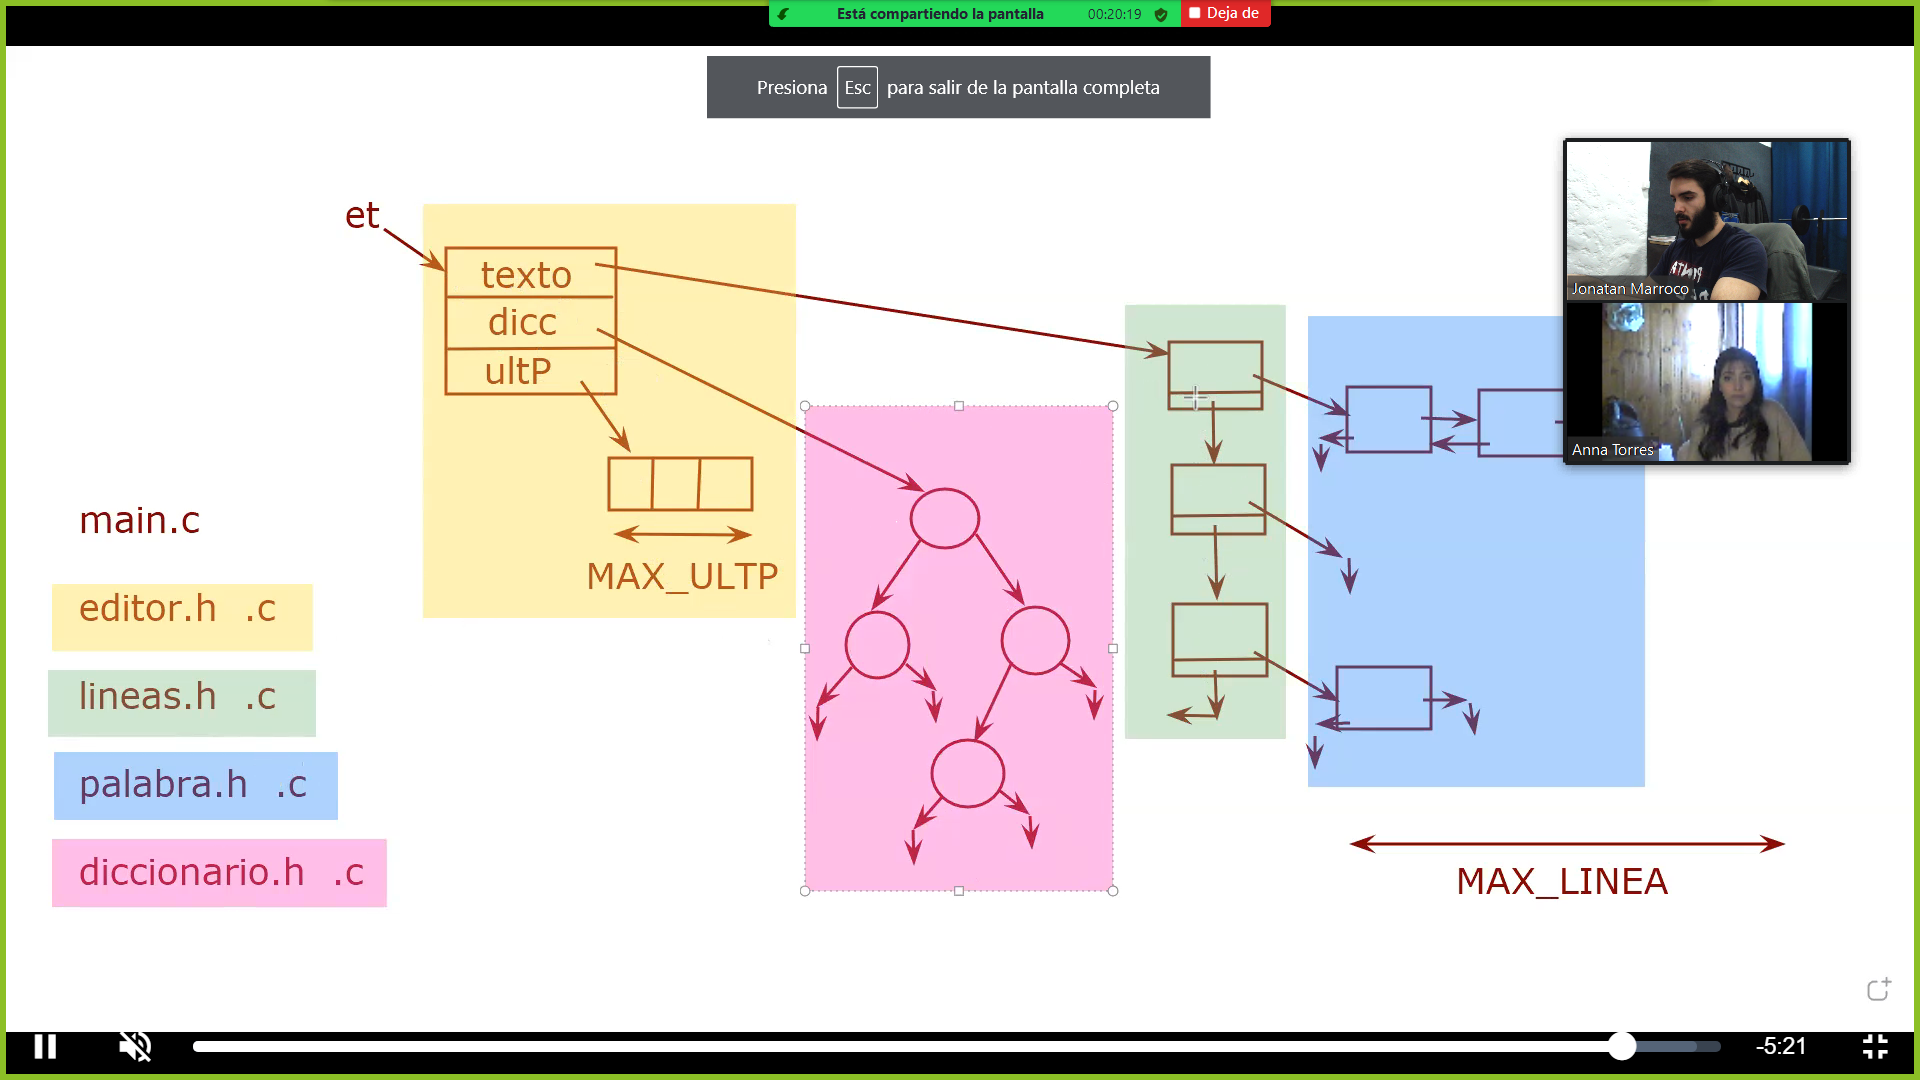 Está compartiendo la pantalla 00:20:19 Deja de
Presiona Esc para salir de la pantalla completa
et
texto
dicc
ultP
MAX_ULTP
main.c
editor.h .c
lineas.h .c
palabra.h .c
diccionario.h .c
Jonatan Marroco
Anna Torres
MAX_LINEA
-5:21